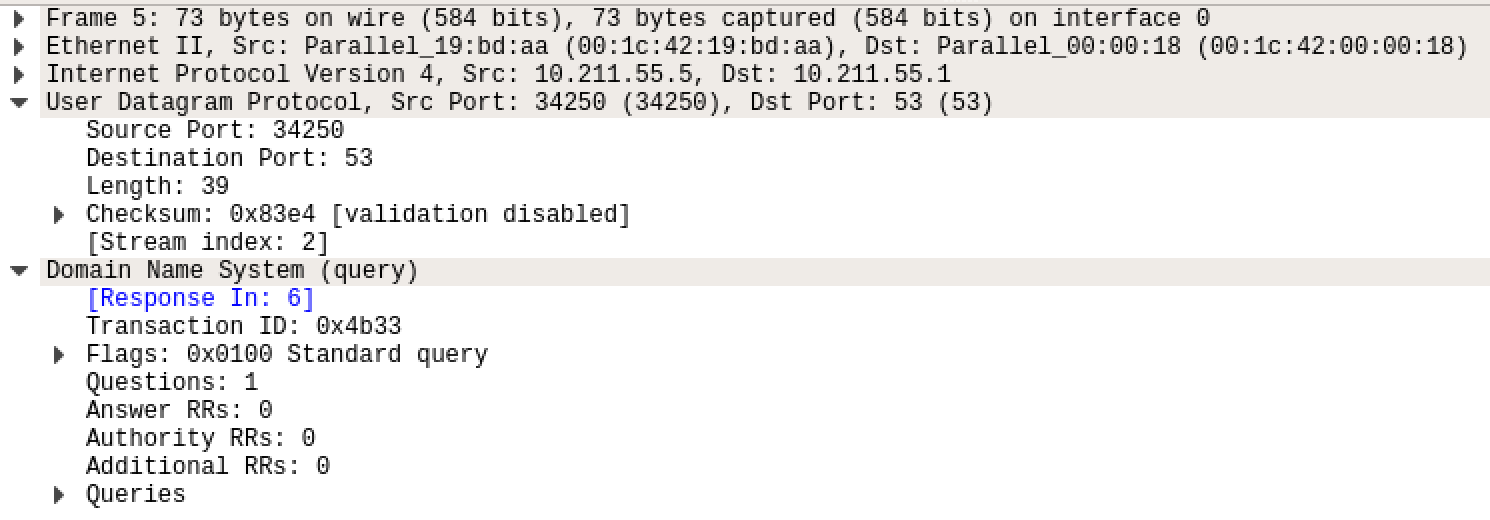 Frame 5: 73 bytes on wire (584 bits), 73 bytes captured (584 bits) on interface 0
Ethernet II, Src: Parallel_19:bd:aa (00:1c:42:19:bd:aa), Dst: Parallel_00:00:18 (00:1c:42:00:00:18)
Internet Protocol Version 4, Src: 10.211.55.5, Dst: 10.211.55.1
User Datagram Protocol, Src Port: 34250 (34250), Dst Port: 53 (53)
Source Port: 34250
Destination Port: 53
Length: 39
Checksum: 0x83e4 [validation disabled]
[Stream index: 2]
Domain Name System (query)
[Response In: 6]
Transaction ID: 0x4b33
Flags: 0x0100 Standard query
Questions: 1
Answer RRs: 0
Authority RRs: 0
Additional RRs: 0
Queries